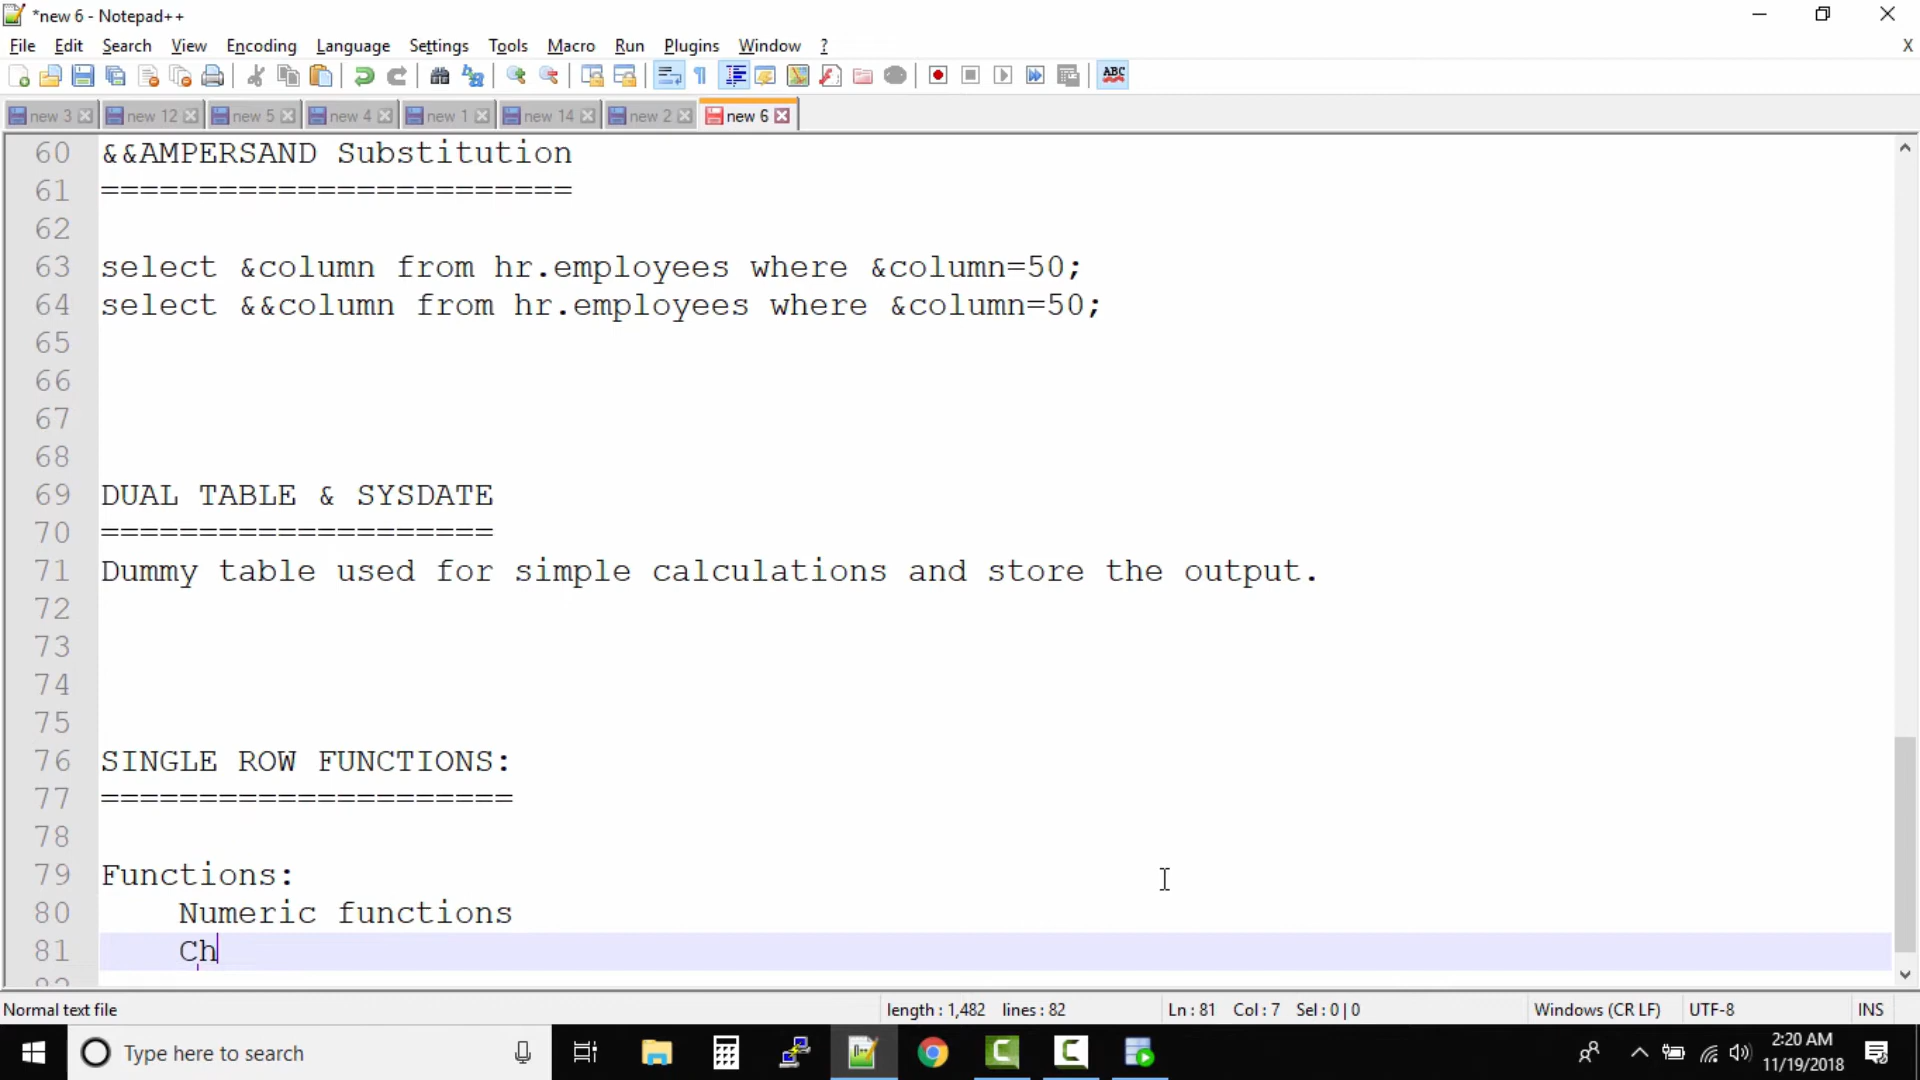 *new 6 - Notepad++
File Edit Search View Encoding Language Settings Tools Macro Run Plugins Window ? X
ABC
new 3 new 12 new 5 new 4 new 1 new 14 new 2 new 6
60 &&AMPERSAND Substitution
61 ========================
62
63 select &column from hr.employees where &column=50;
64 select &&column from hr.employees where &column=50;
65
66
67
68
69 DUAL TABLE & SYSDATE
70 ====================
71 Dummy table used for simple calculations and store the output.
72
73
74
75
76 SINGLE ROW FUNCTIONS:
77 =====================
78
79 Functions:
80 Numeric functions
81 Ch
82
Normal text file length : 1,482 lines : 82 Ln : 81 Col : 7 Sel : 0 | 0 Windows (CR LF) UTF-8 INS
Type here to search
2:20 AM
11/19/2018